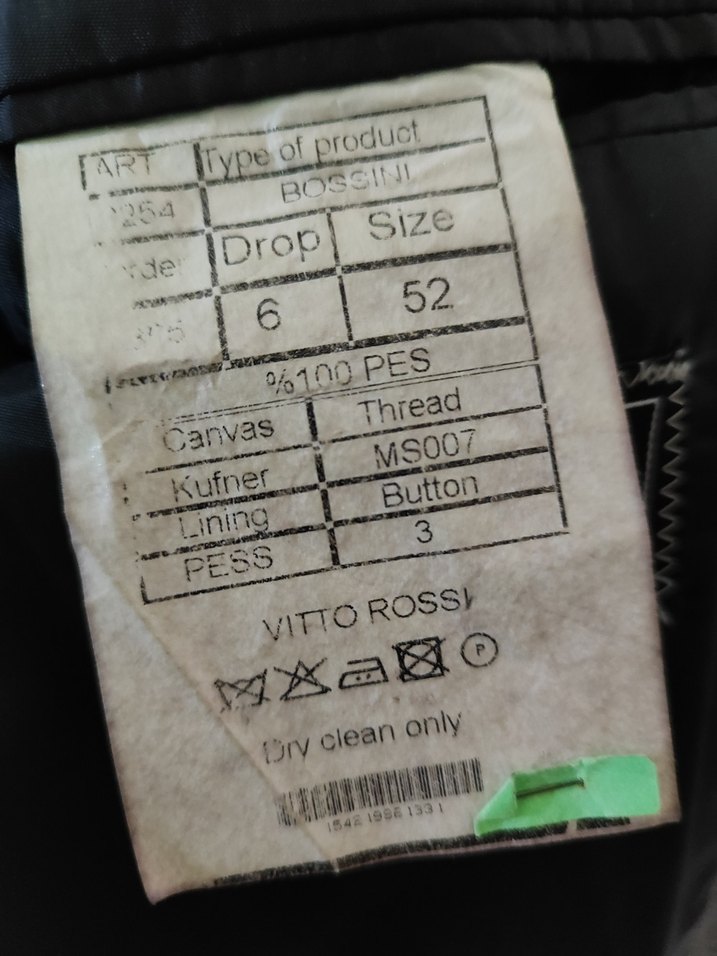 ART Type of product
BOSSINI
Drop Size
6 52
%100 PES
Canvas Thread
Kufner MS007
Lining Button
PESS 3
VITTO ROSSI
P
Dry clean only